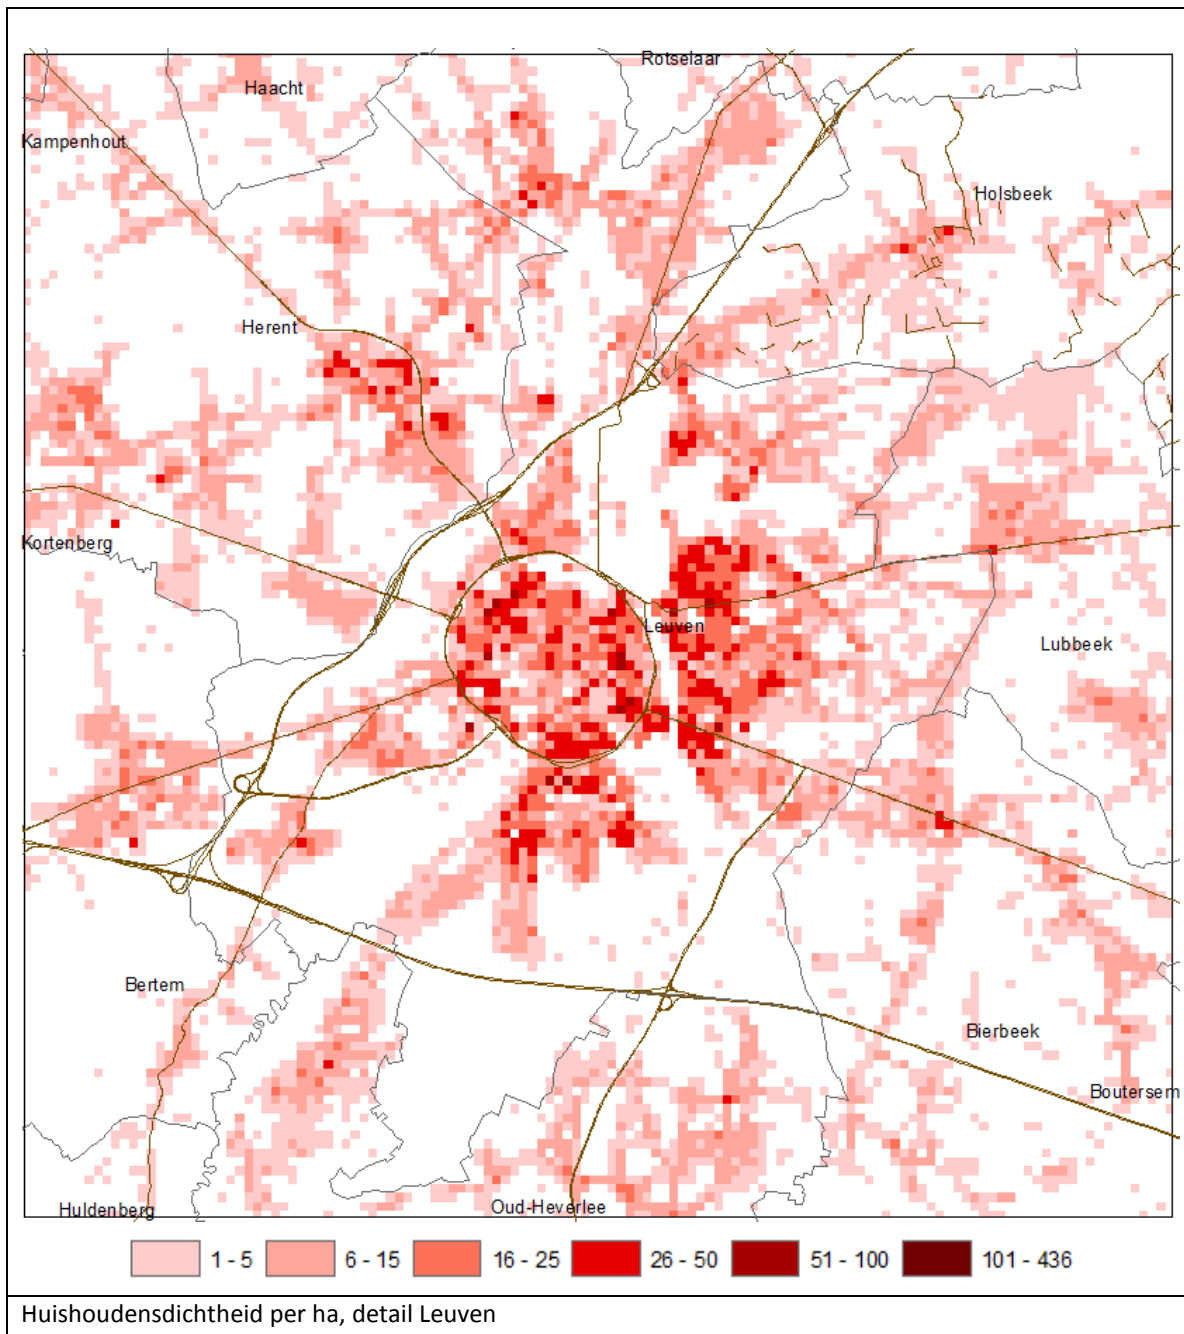 Rotselaar
Haacht
Kampenhout
Holsbeek
Herent
Kortenberg
Leuven
Lubbeek
Bertem
Bierbeek
Boutersem
Huldenberg
Oud-Heverlee
1 - 5
6 - 15
16 - 25
26 - 50
51 - 100
101 - 436
Huishoudensdichtheid per ha, detail Leuven